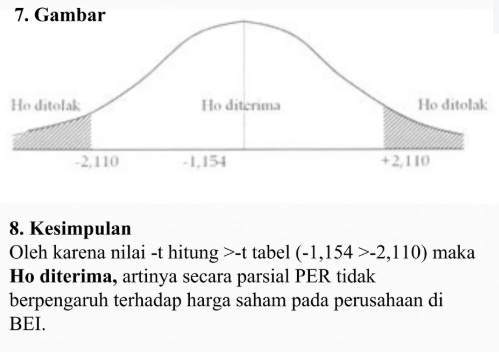 7. Gambar
Ho ditolak Ho diterima Ho ditolak
-2,110 -1,154 +2,110
8. Kesimpulan
Oleh karena nilai -t hitung >-t tabel (-1,154 >-2,110) maka
Ho diterima, artinya secara parsial PER tidak
berpengaruh terhadap harga saham pada perusahaan di
BEI.